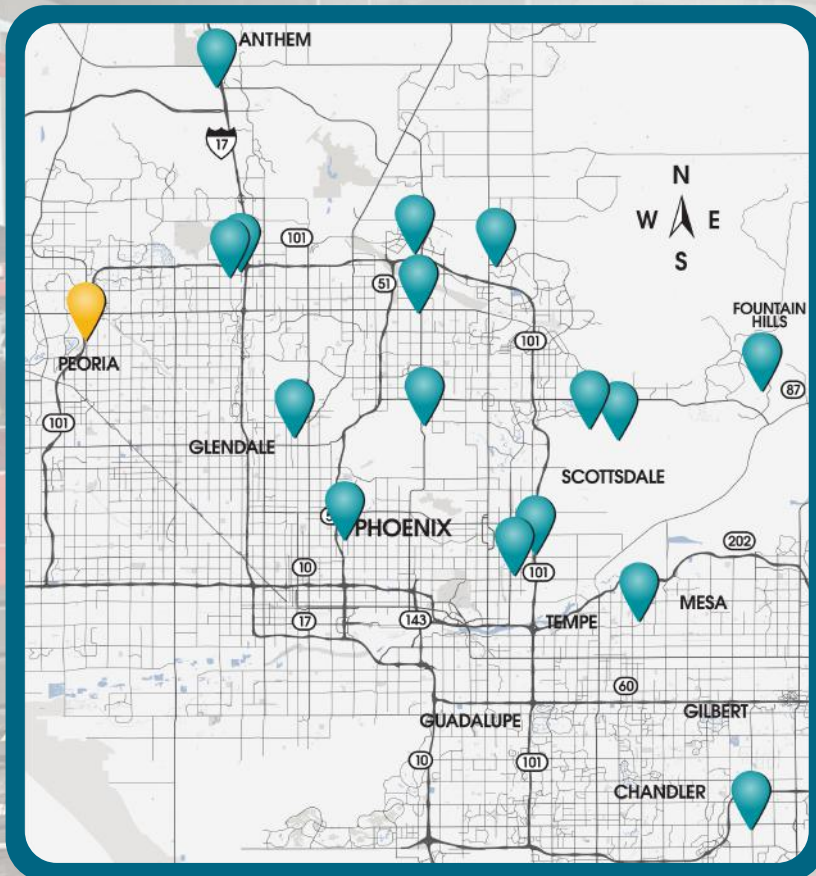 ANTHEM
17
N
W E
S
101
51
FOUNTAIN
HILLS
101
PEORIA
87
101
GLENDALE
SCOTTSDALE
PHOENIX
202
10
101
MESA
17
143
TEMPE
60
GUADALUPE
GILBERT
10
101
CHANDLER